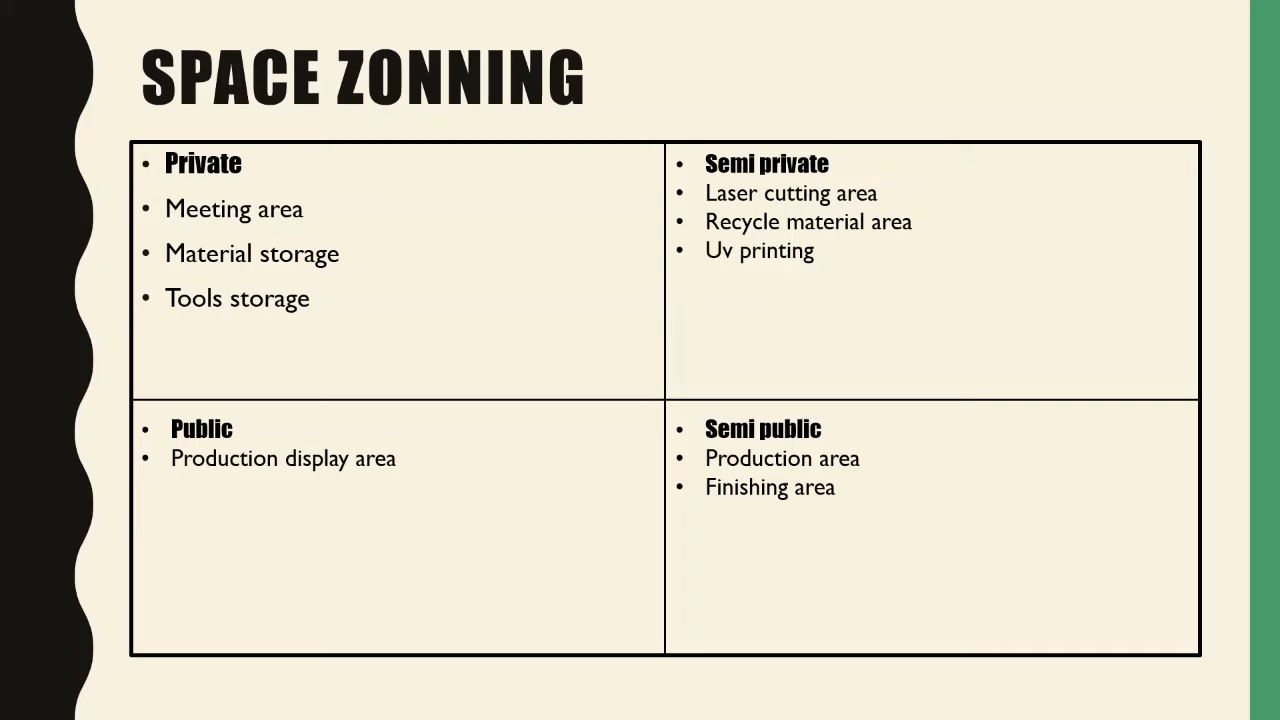 SPACE ZONNING
• Private
• Meeting area
• Material storage
• Tools storage
• Semi private
• Laser cutting area
• Recycle material area
• Uv printing
• Public
• Production display area
• Semi public
• Production area
• Finishing area